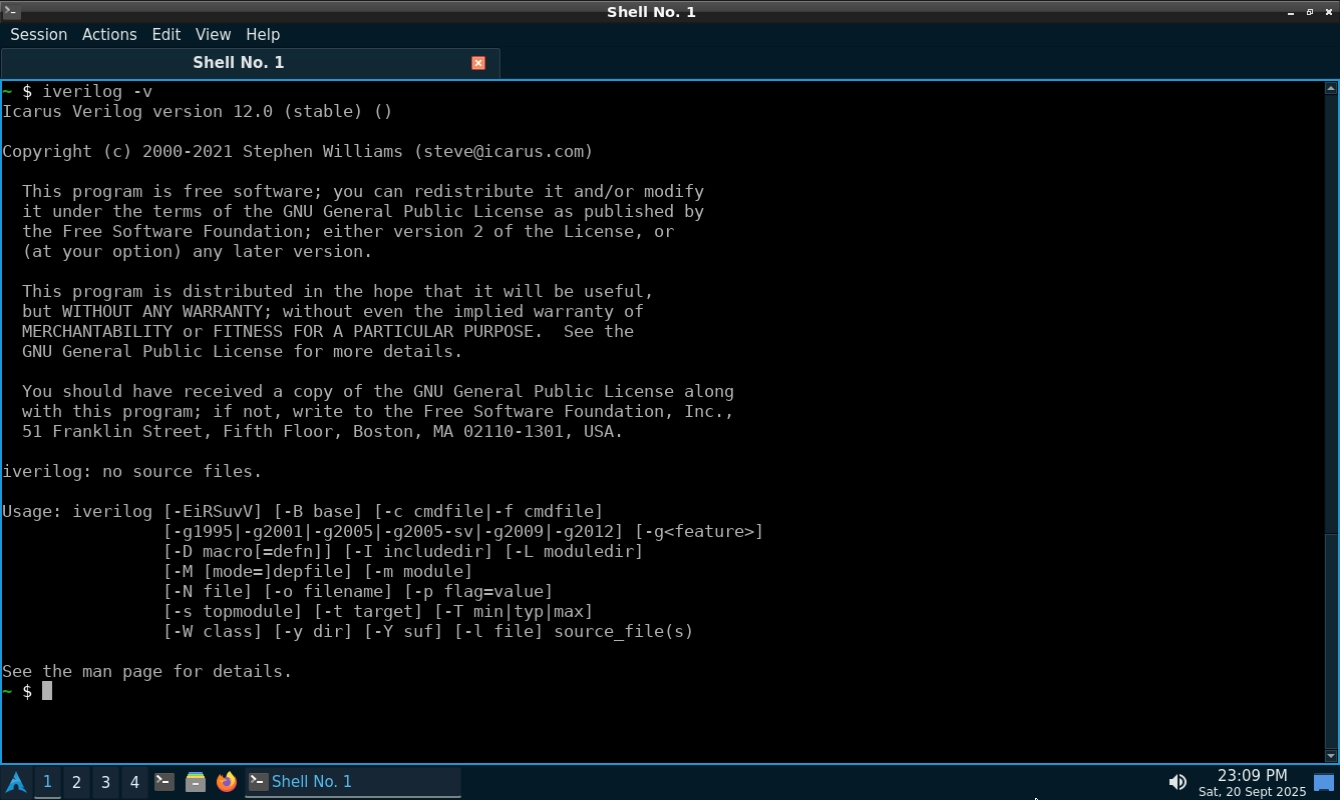 Shell No. 1
Session Actions Edit View Help
Shell No. 1
~ $ iverilog -v
Icarus Verilog version 12.0 (stable) ()
Copyright (c) 2000-2021 Stephen Williams (steve@icarus.com)
This program is free software; you can redistribute it and/or modify
it under the terms of the GNU General Public License as published by
the Free Software Foundation; either version 2 of the License, or
(at your option) any later version.
This program is distributed in the hope that it will be useful,
but WITHOUT ANY WARRANTY; without even the implied warranty of
MERCHANTABILITY or FITNESS FOR A PARTICULAR PURPOSE.  See the
GNU General Public License for more details.
You should have received a copy of the GNU General Public License along
with this program; if not, write to the Free Software Foundation, Inc.,
51 Franklin Street, Fifth Floor, Boston, MA 02110-1301, USA.
iverilog: no source files.
Usage: iverilog [-EiRSuvV] [-B base] [-c cmdfile|-f cmdfile]
[-g1995|-g2001|-g2005|-g2005-sv|-g2009|-g2012] [-g<feature>]
[-D macro[=defn]] [-I includedir] [-L moduledir]
[-M [mode=]depfile] [-m module]
[-N file] [-o filename] [-p flag=value]
[-s topmodule] [-t target] [-T min|typ|max]
[-W class] [-y dir] [-Y suf] [-l file] source_file(s)
See the man page for details.
~ $
1 2 3 4 Shell No. 1
23:09 PM
Sat, 20 Sept 2025